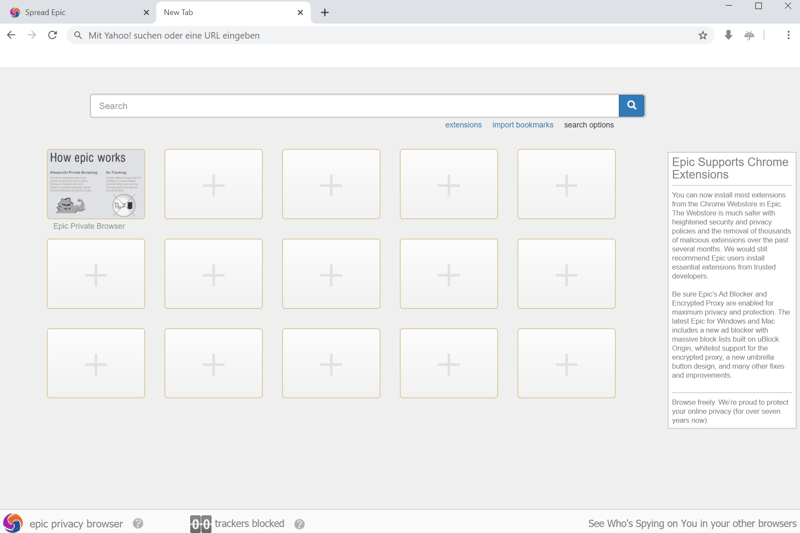 Spread Epic
New Tab
Mit Yahoo! suchen oder eine URL eingeben
Search
extensions import bookmarks search options
How epic works
Always-On Private Browsing.
No Tracking.
Epic Private Browser
Epic Supports Chrome
Extensions
You can now install most extensions
from the Chrome Webstore in Epic.
The Webstore is much safer with
heightened security and privacy
policies and the removal of thousands
of malicious extensions over the past
several months. We would still
recommend Epic users install
essential extensions from trusted
developers.
Be sure Epic's Ad Blocker and
Encrypted Proxy are enabled for
maximum privacy and protection. The
latest Epic for Windows and Mac
includes a new ad blocker with
massive block lists built on uBlock
Origin, whitelist support for the
encrypted proxy, a new umbrella
button design, and many other fixes
and improvements.
Browse freely. We're proud to protect
your online privacy (for over seven
years now).
epic privacy browser ?
00 trackers blocked ?
See Who's Spying on You in your other browsers